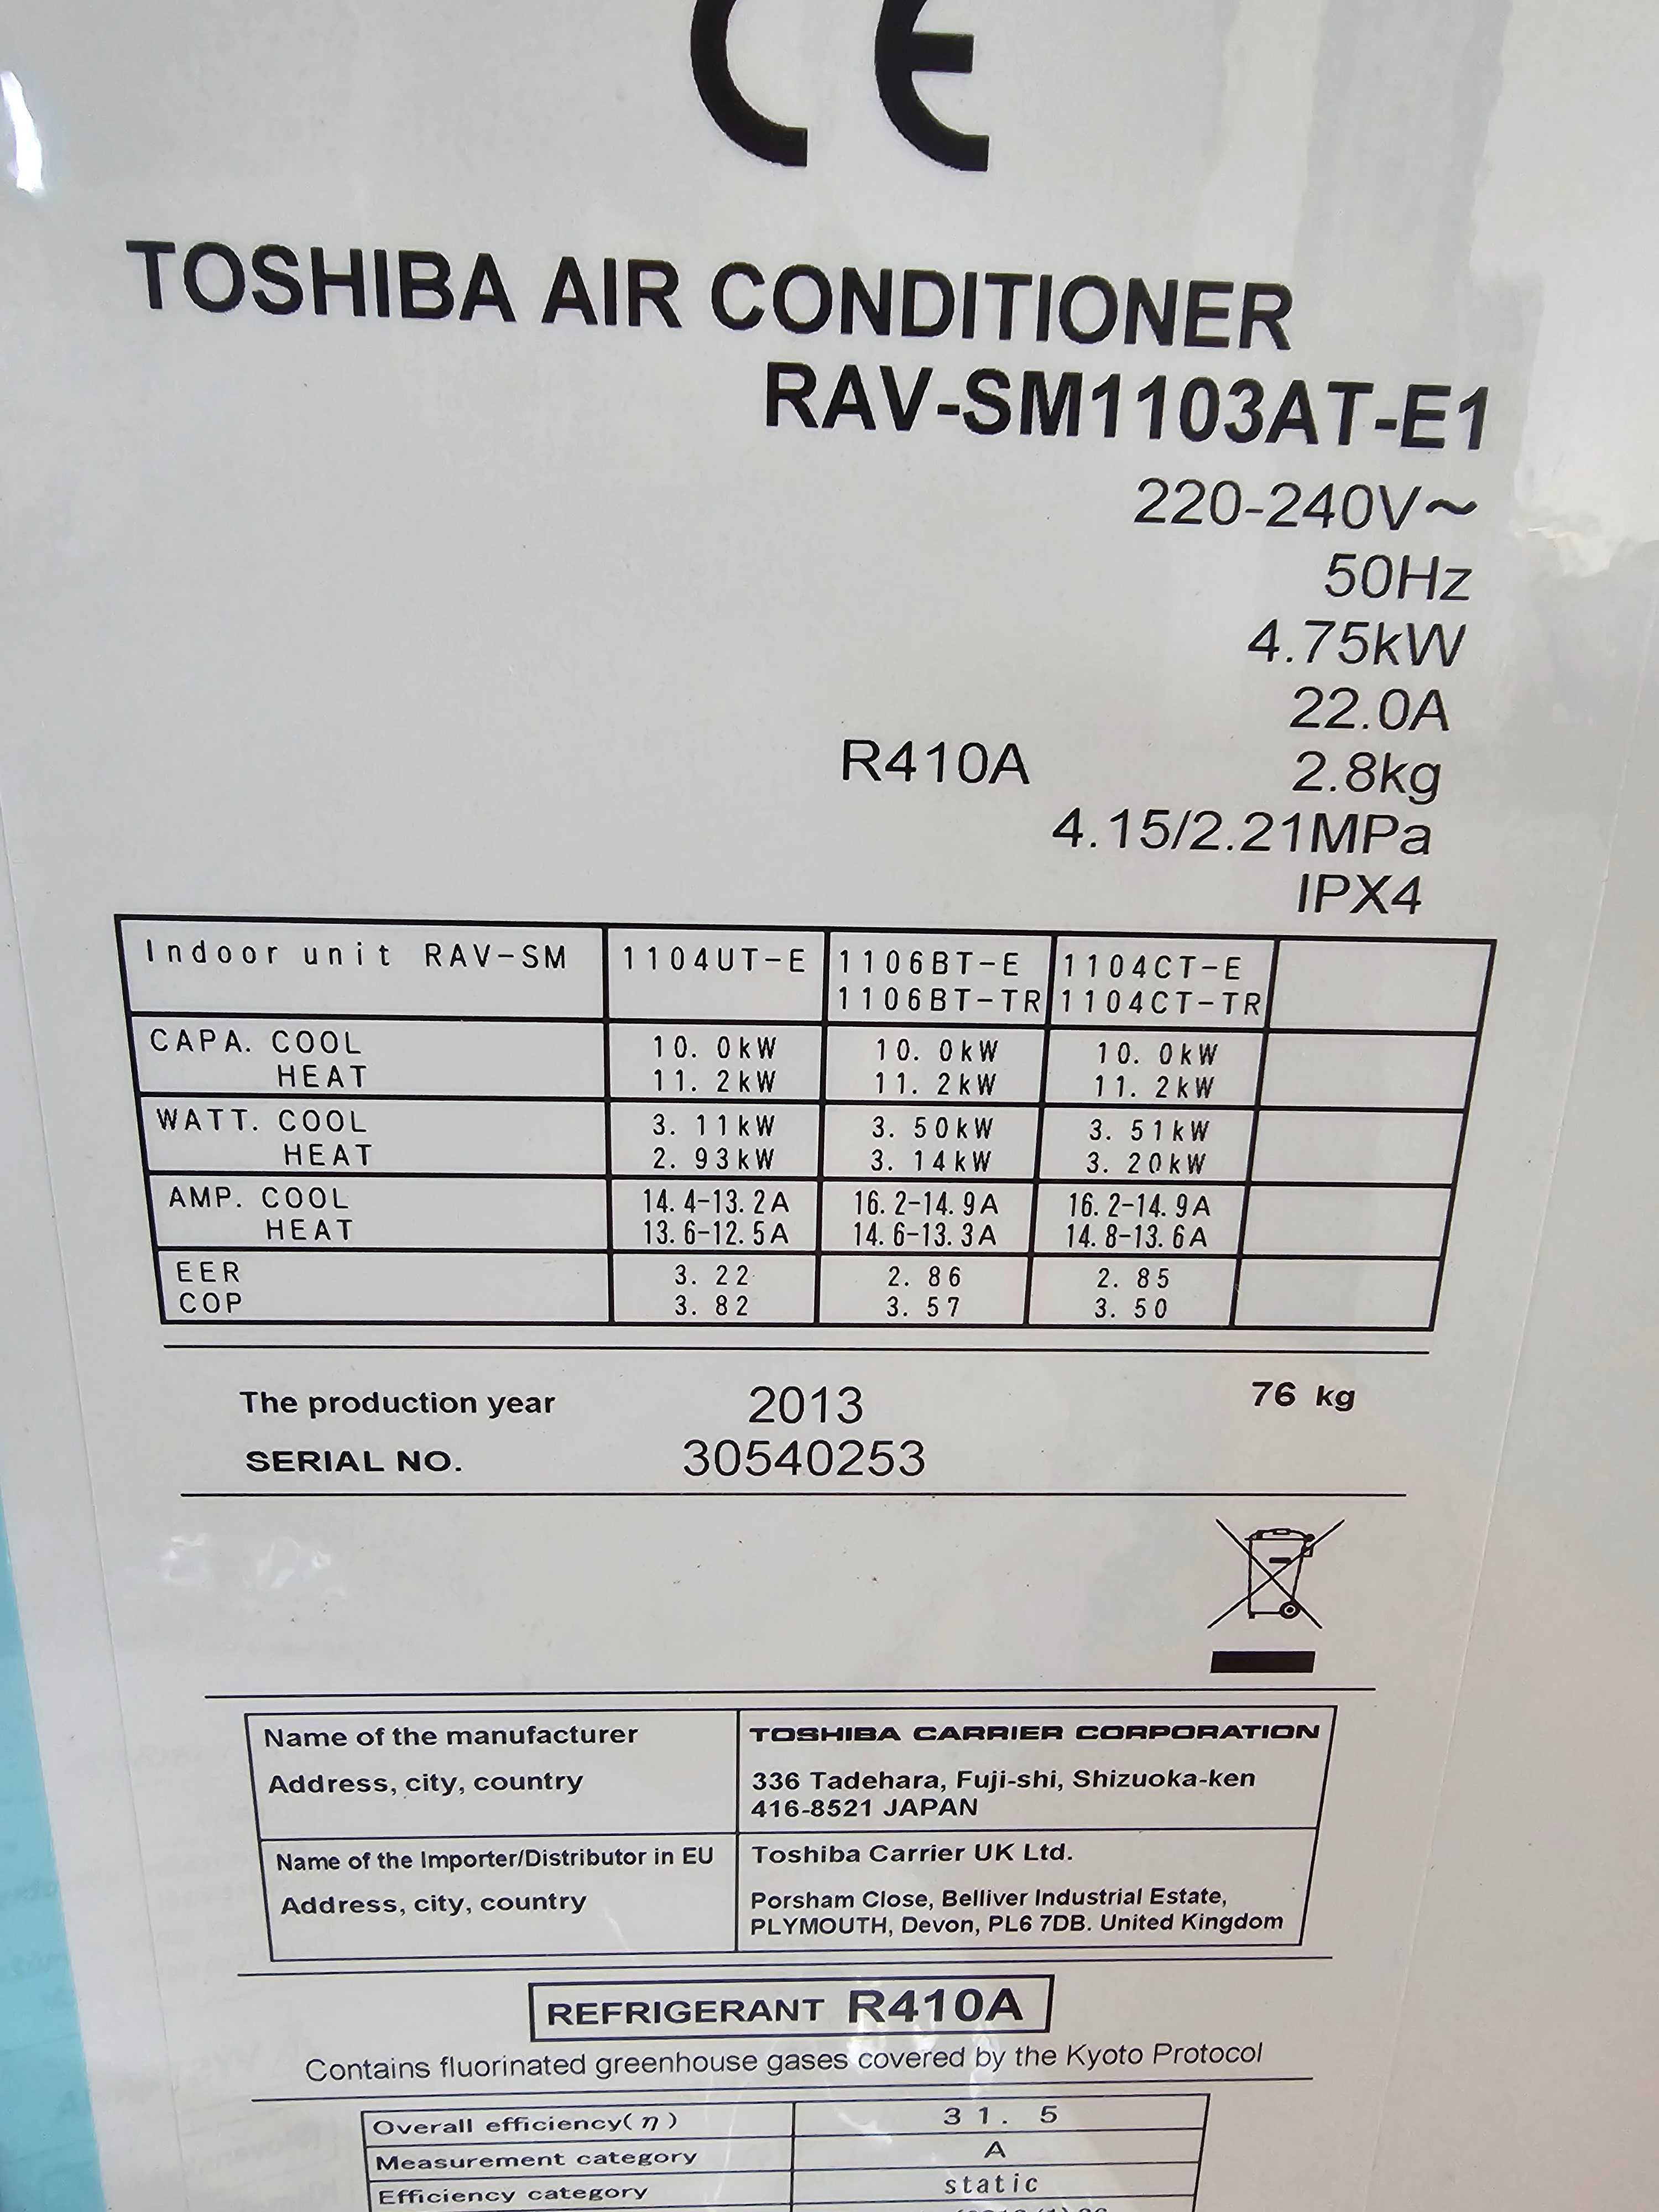 CE
TOSHIBA AIR CONDITIONER
RAV-SM1103AT-E1
220-240V~
50Hz
4.75kW
22.0A
R410A 2.8kg
4.15/2.21MPa
IPX4
Indoor unit RAV-SM 1104UT-E 1106BT-E 1104CT-E
1106BT-TR 1104CT-TR
CAPA. COOL 10.0kW 10.0kW 10.0kW
HEAT 11.2kW 11.2kW 11.2kW
WATT. COOL 3.11kW 3.50kW 3.51kW
HEAT 2.93kW 3.14kW 3.20kW
AMP. COOL 14.4-13.2A 16.2-14.9A 16.2-14.9A
HEAT 13.6-12.5A 14.6-13.3A 14.8-13.6A
EER 3.22 2.86 2.85
COP 3.82 3.57 3.50
The production year 2013 76 kg
SERIAL NO. 30540253
Name of the manufacturer TOSHIBA CARRIER CORPORATION
Address, city, country 336 Tadehara, Fuji-shi, Shizuoka-ken
416-8521 JAPAN
Name of the Importer/Distributor in EU Toshiba Carrier UK Ltd.
Address, city, country Porsham Close, Belliver Industrial Estate,
PLYMOUTH, Devon, PL6 7DB. United Kingdom
REFRIGERANT R410A
Contains fluorinated greenhouse gases covered by the Kyoto Protocol
Overall efficiency(η) 31.5
Measurement category A
Efficiency category static